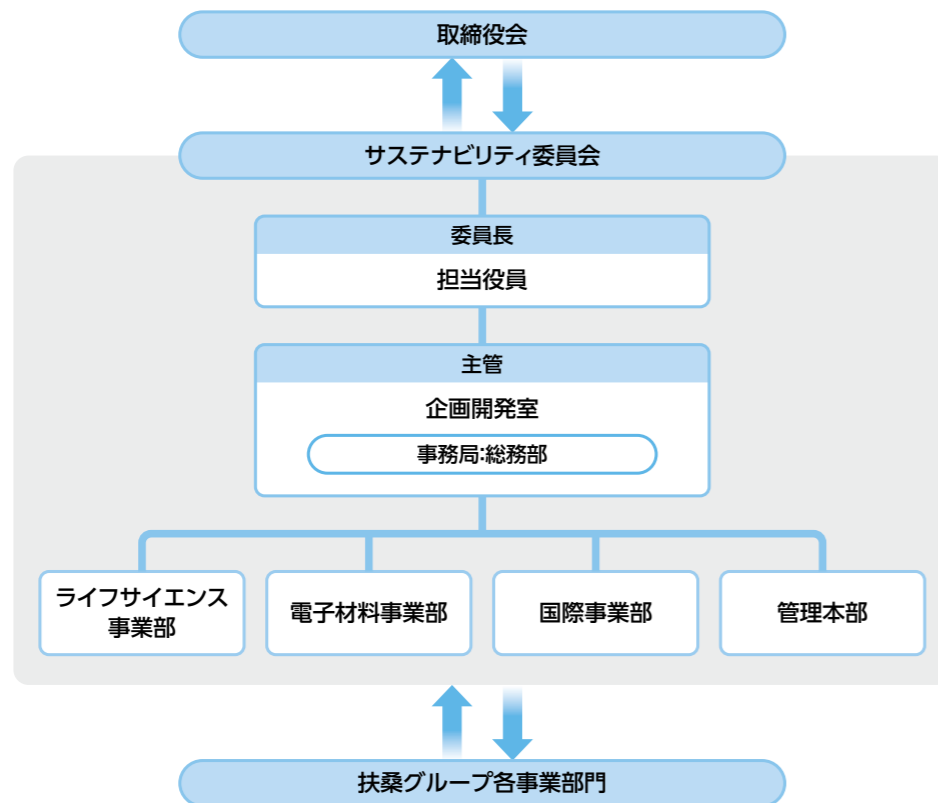 取締役会
サステナビリティ委員会
委員長
担当役員
主管
企画開発室
事務局:総務部
ライフサイエンス
事業部
電子材料事業部
国際事業部
管理本部
扶桑グループ各事業部門